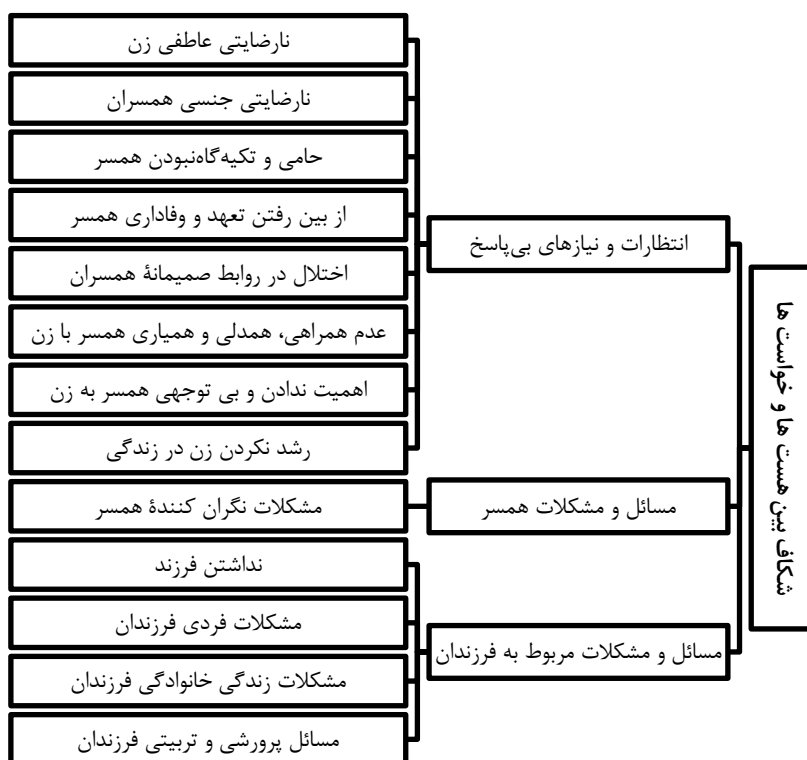 شکاف بین هست ها و خواست ها
انتظارات و نیازهای بی‌پاسخ
نارضایتی عاطفی زن
نارضایتی جنسی همسران
حامی و تکیه‌گاه‌نبودن همسر
از بین رفتن تعهد و وفاداری همسر
اختلال در روابط صمیمانهٔ همسران
عدم همراهی، همدلی و همیاری همسر با زن
اهمیت ندادن و بی توجهی همسر به زن
رشد نکردن زن در زندگی
مسائل و مشکلات همسر
مشکلات نگران کنندهٔ همسر
مسائل و مشکلات مربوط به فرزندان
نداشتن فرزند
مشکلات فردی فرزندان
مشکلات زندگی خانوادگی فرزندان
مسائل پرورشی و تربیتی فرزندان